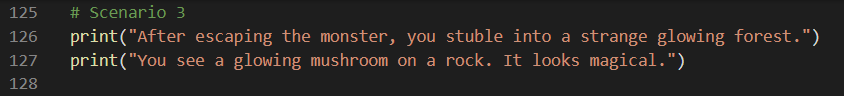 125 # Scenario 3
126 print("After escaping the monster, you stuble into a strange glowing forest.")
127 print("You see a glowing mushroom on a rock. It looks magical.")
128